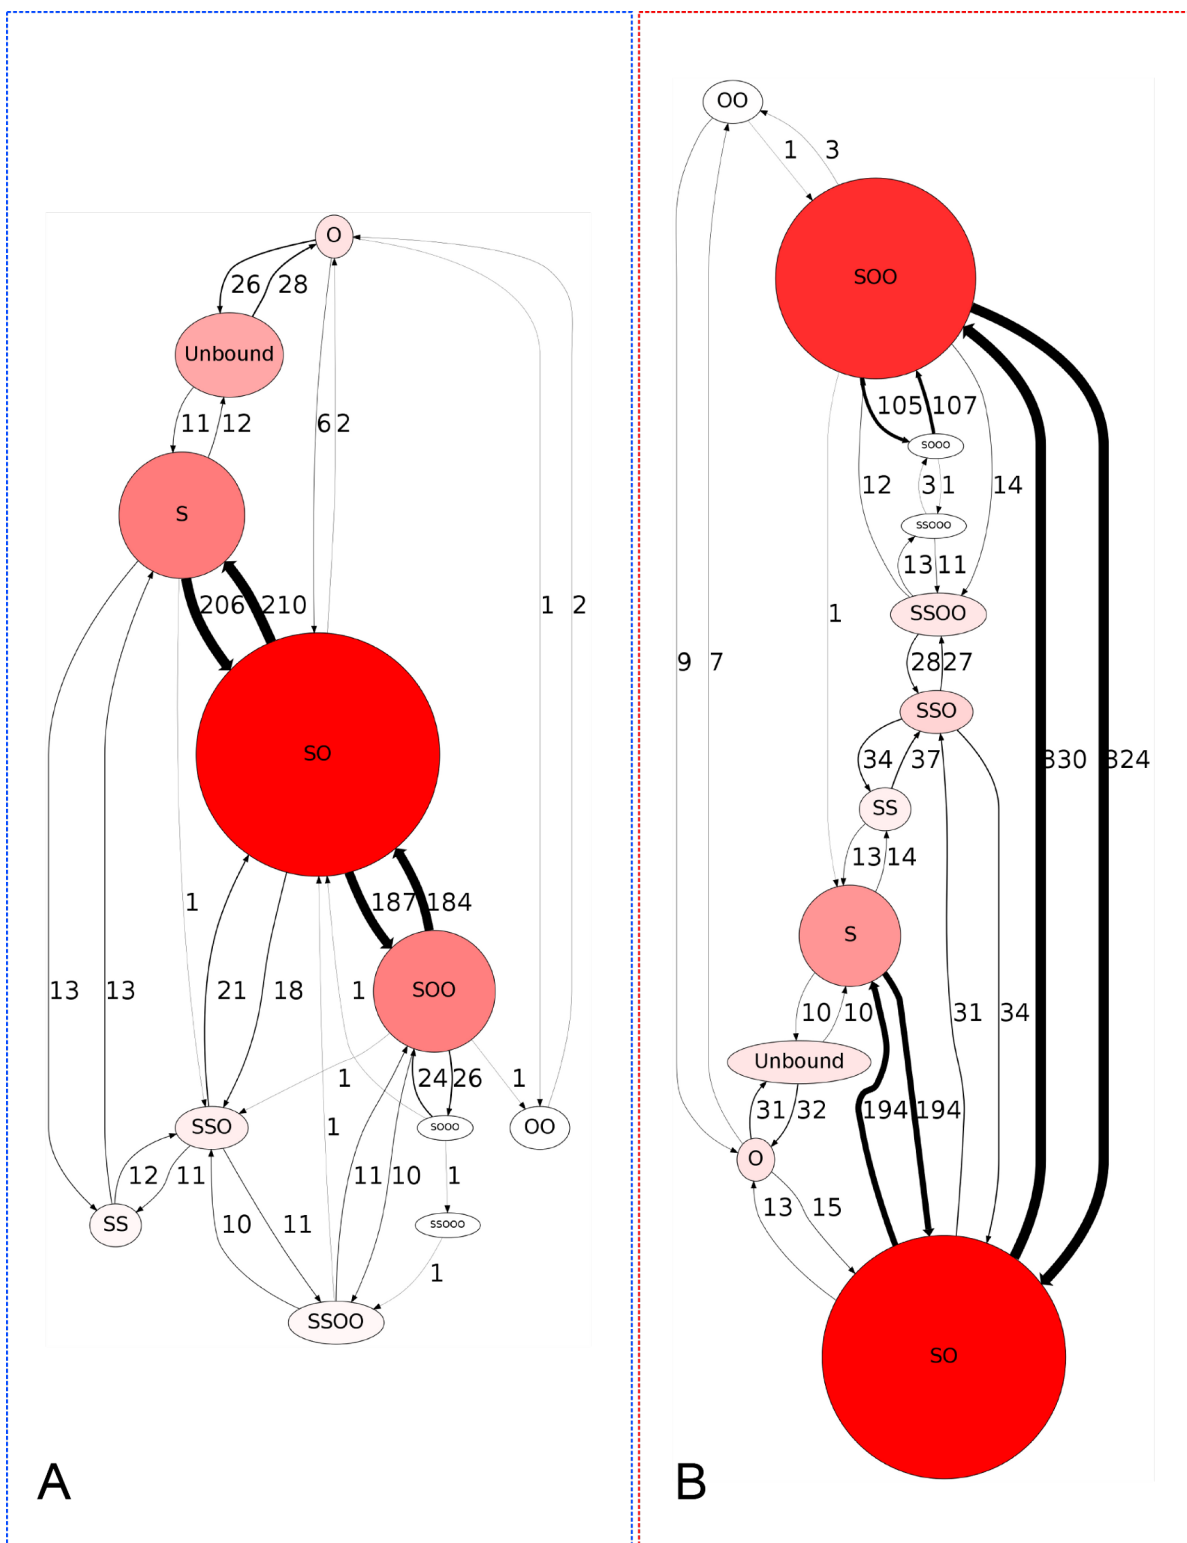 O
26 28
Unbound
11 12
S
6 2
206 210
1 2
SO
1
187 184
13 13
21 18
1
SOO
1
24 26
1
1
SSO
sooo
OO
12 11
1
10 11
11 10
SS
ssooo
1
SSOO
A
OO
1 3
SOO
105 107
sooo
12
3 1
14
ssooo
13 11
SSOO
1
28 27
9 7
SSO
34 37
330 324
SS
13 14
S
10 10
31 34
Unbound
31 32
194 194
O
13 15
SO
B